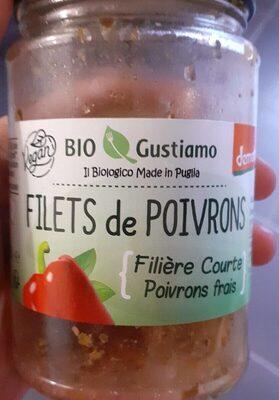 Vegan
BIO Gustiamo
Il Biologico Made in Puglia
FILETS de POIVRONS
Filière Courte
Poivrons frais